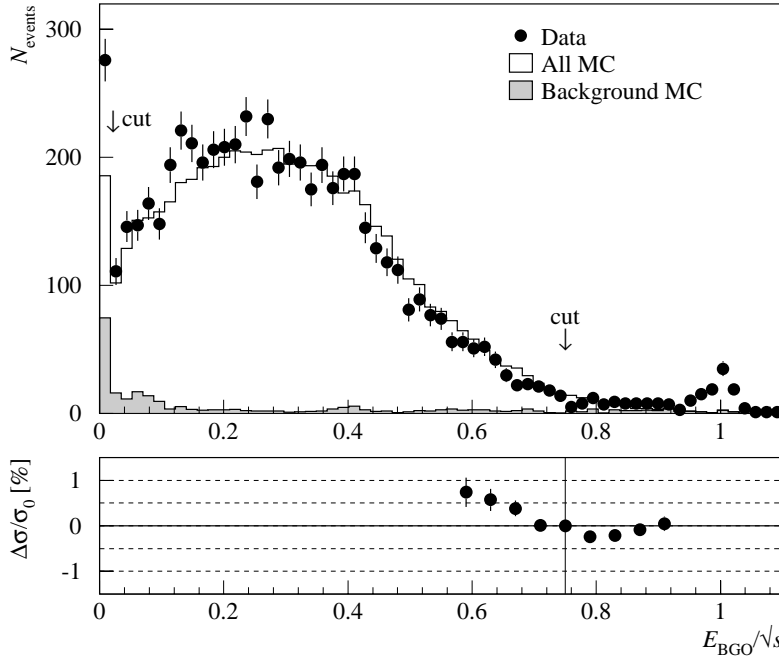 N_events
300
200
100
0
Data
All MC
Background MC
↓ cut
cut
↓
0 0.2 0.4 0.6 0.8 1
Δσ/σ_0 [%]
1
0
-1
0 0.2 0.4 0.6 0.8 1
E_BGO/√s